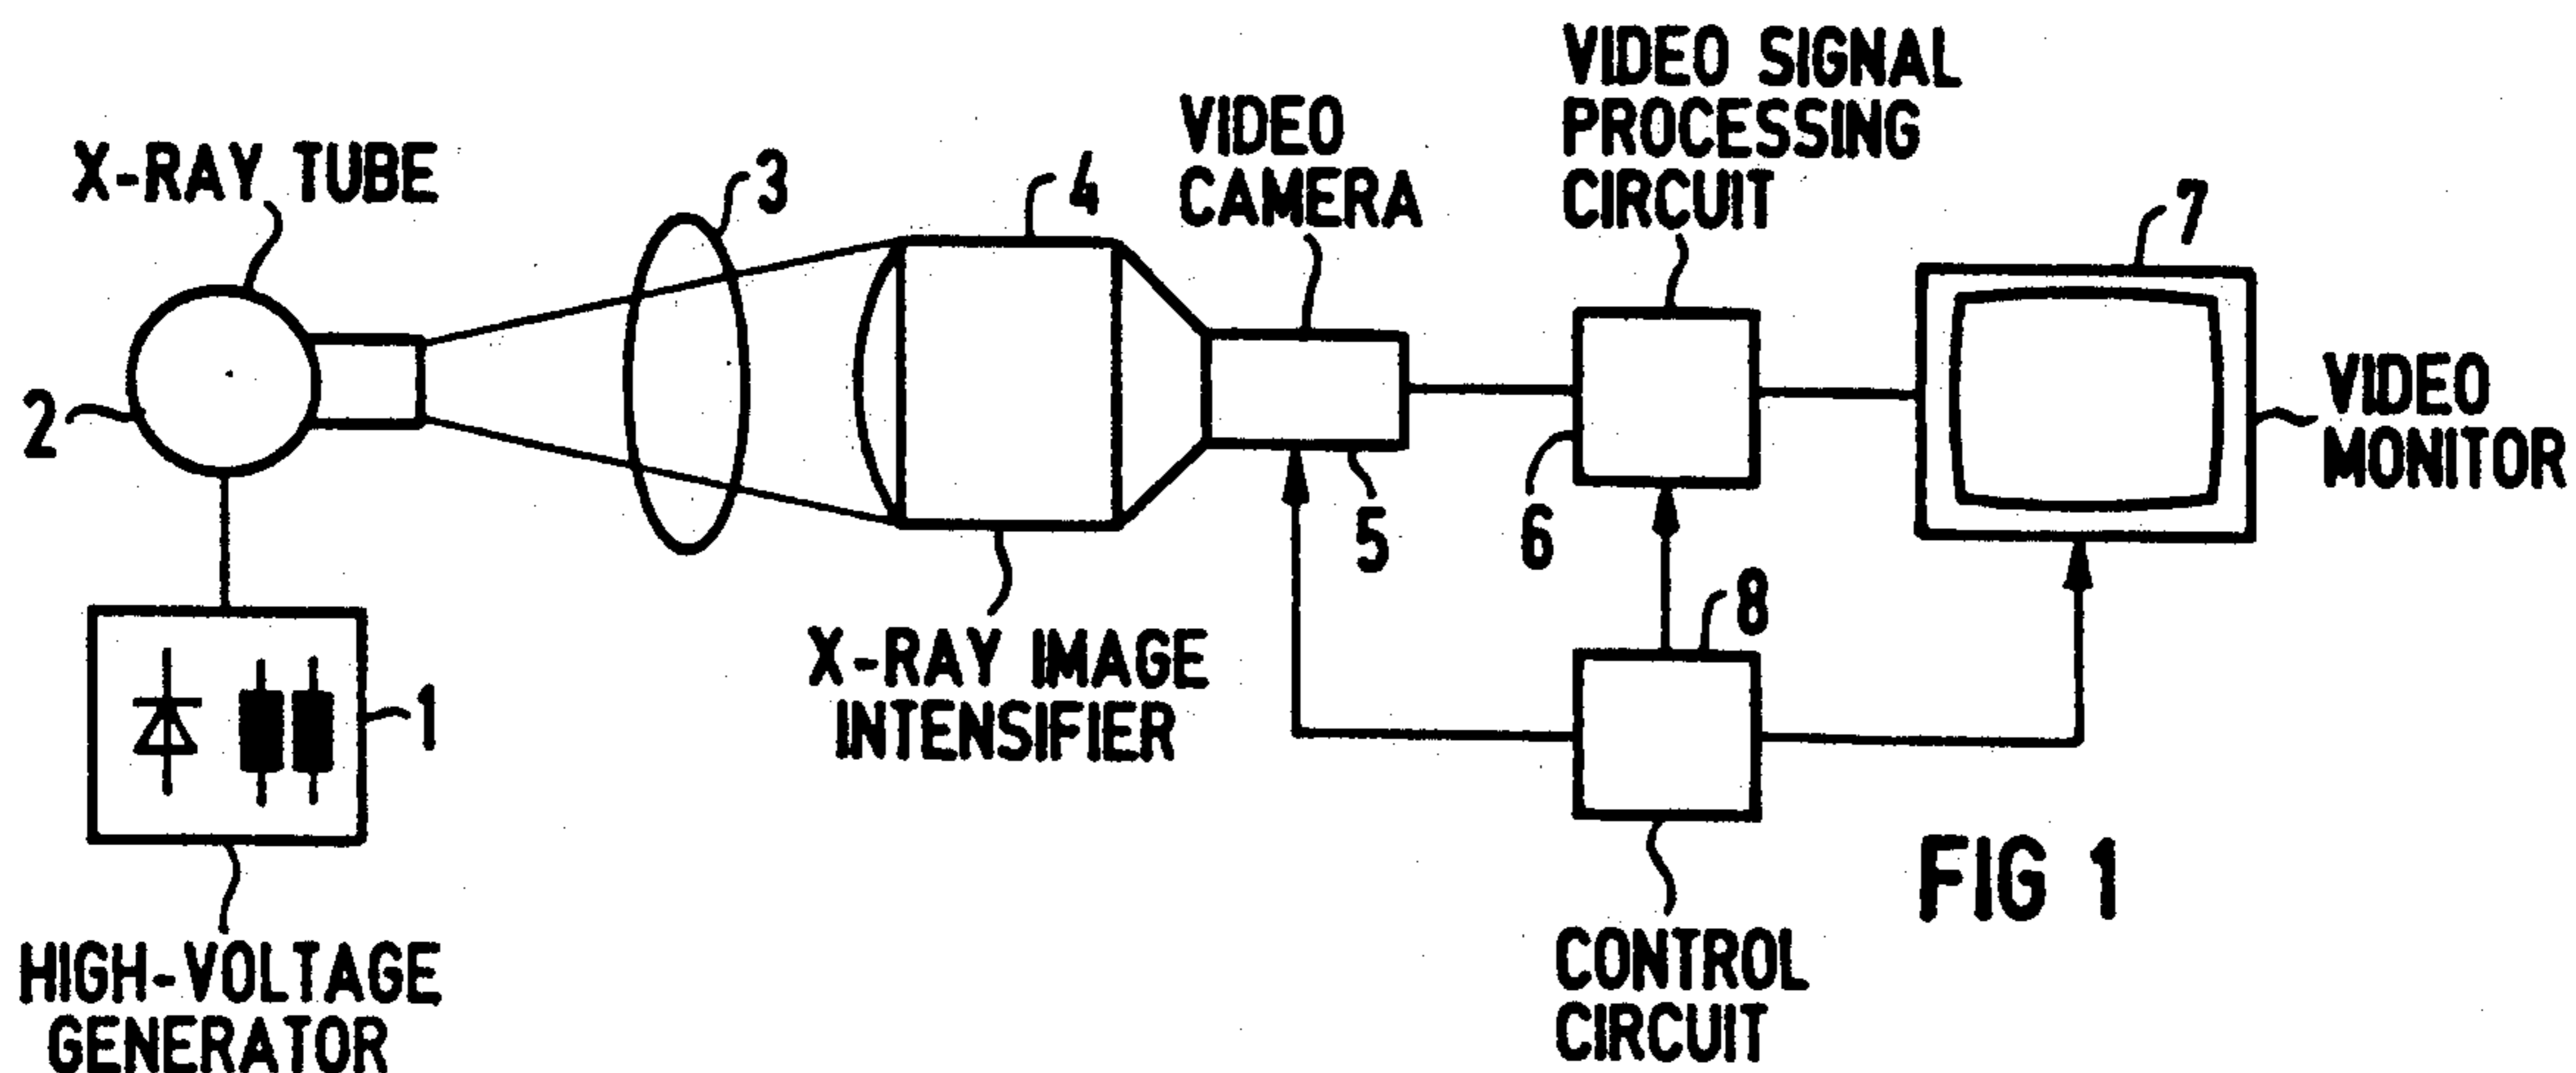 VIDEO SIGNAL
PROCESSING
CIRCUIT
VIDEO
CAMERA
X-RAY TUBE
3
4
7
2
VIDEO
MONITOR
5
6
8
1
X-RAY IMAGE
INTENSIFIER
FIG 1
HIGH-VOLTAGE
GENERATOR
CONTROL
CIRCUIT